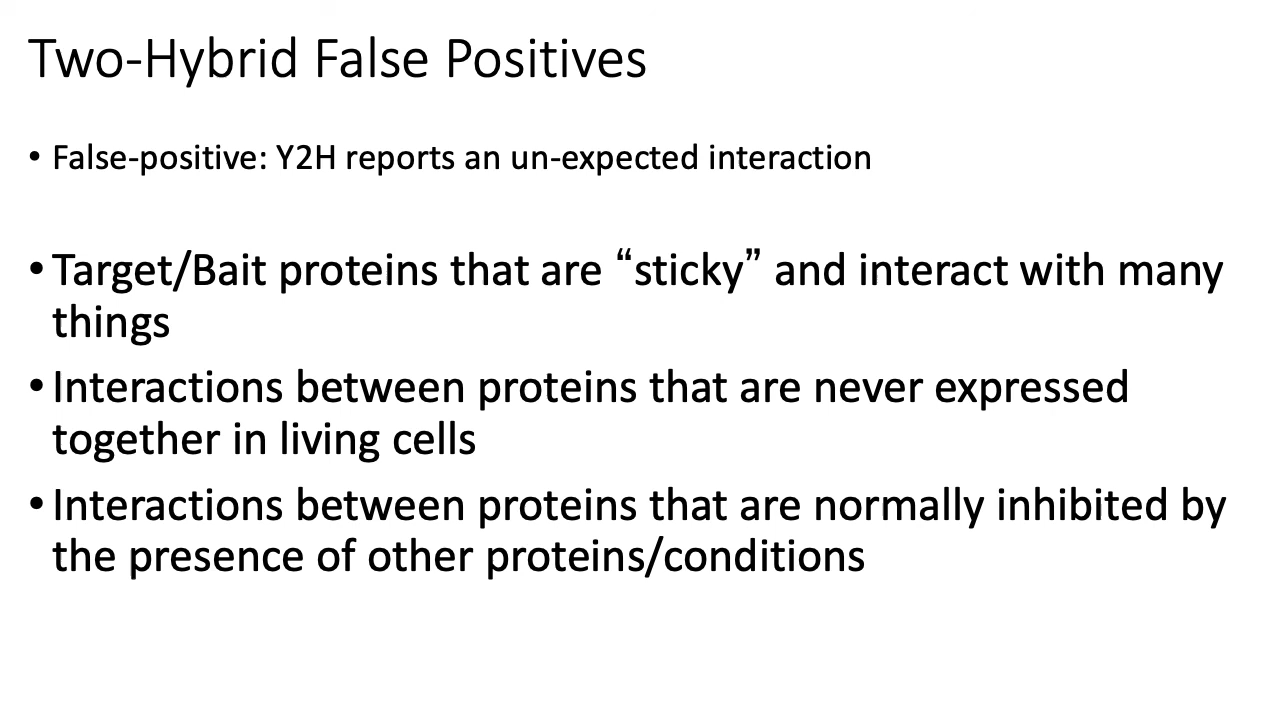 Two-Hybrid False Positives
• False-positive: Y2H reports an un-expected interaction
• Target/Bait proteins that are “sticky” and interact with many
things
• Interactions between proteins that are never expressed
together in living cells
• Interactions between proteins that are normally inhibited by
the presence of other proteins/conditions